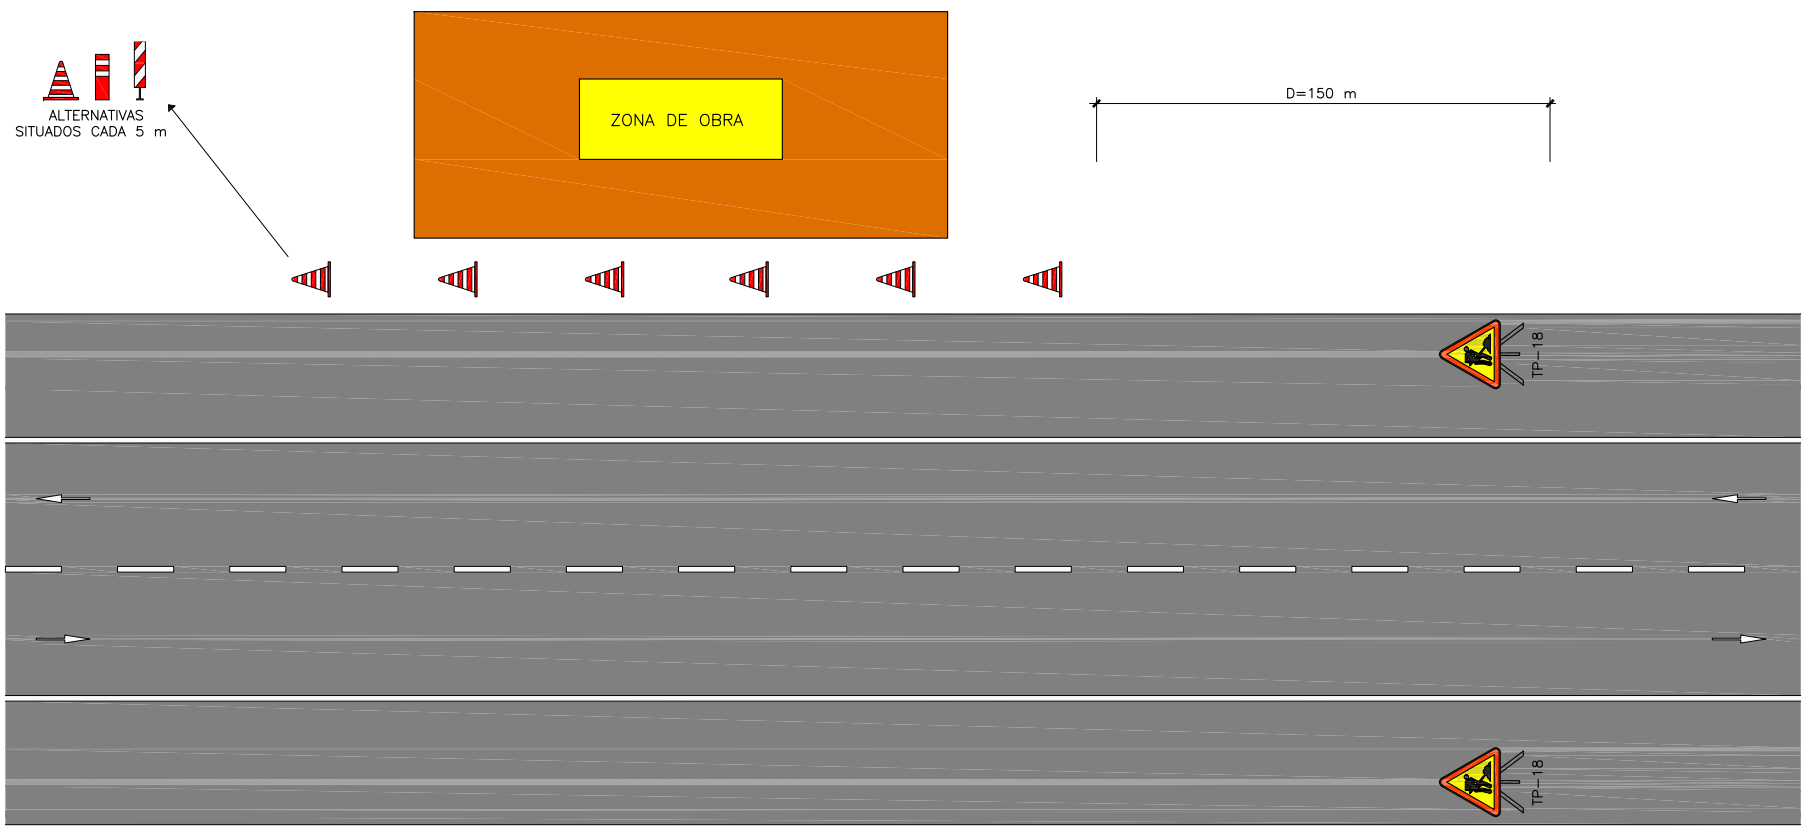 ALTERNATIVAS
SITUADOS CADA 5 m
ZONA DE OBRA
D=150 m
TP-18
TP-18